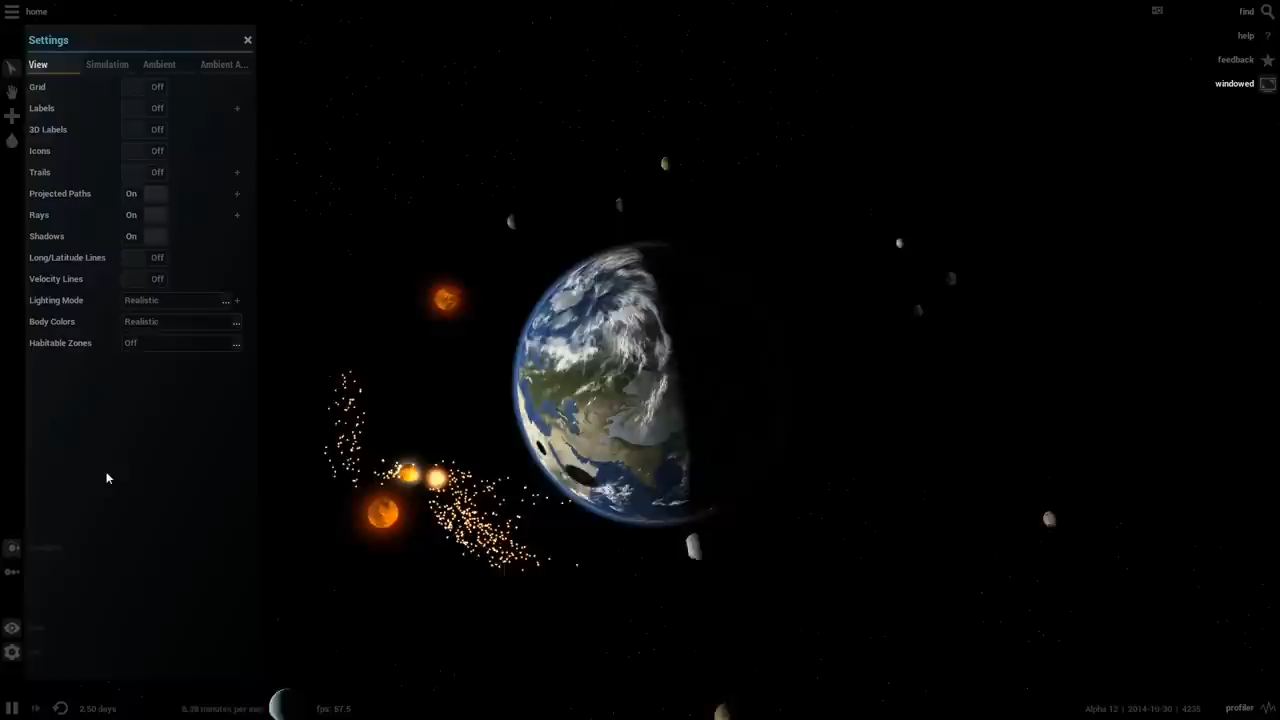 home
find
help ?
feedback
windowed
Settings
View Simulation Ambient Ambient A...
Grid Off
Labels Off +
3D Labels Off
Icons Off
Trails Off +
Projected Paths On +
Rays On +
Shadows On
Long/Latitude Lines Off
Velocity Lines Off
Lighting Mode Realistic ... +
Body Colors Realistic ...
Habitable Zones Off ...
2.50 days
fps: 57.5
Alpha 12 | 2014-10-30 | 4235
profiler